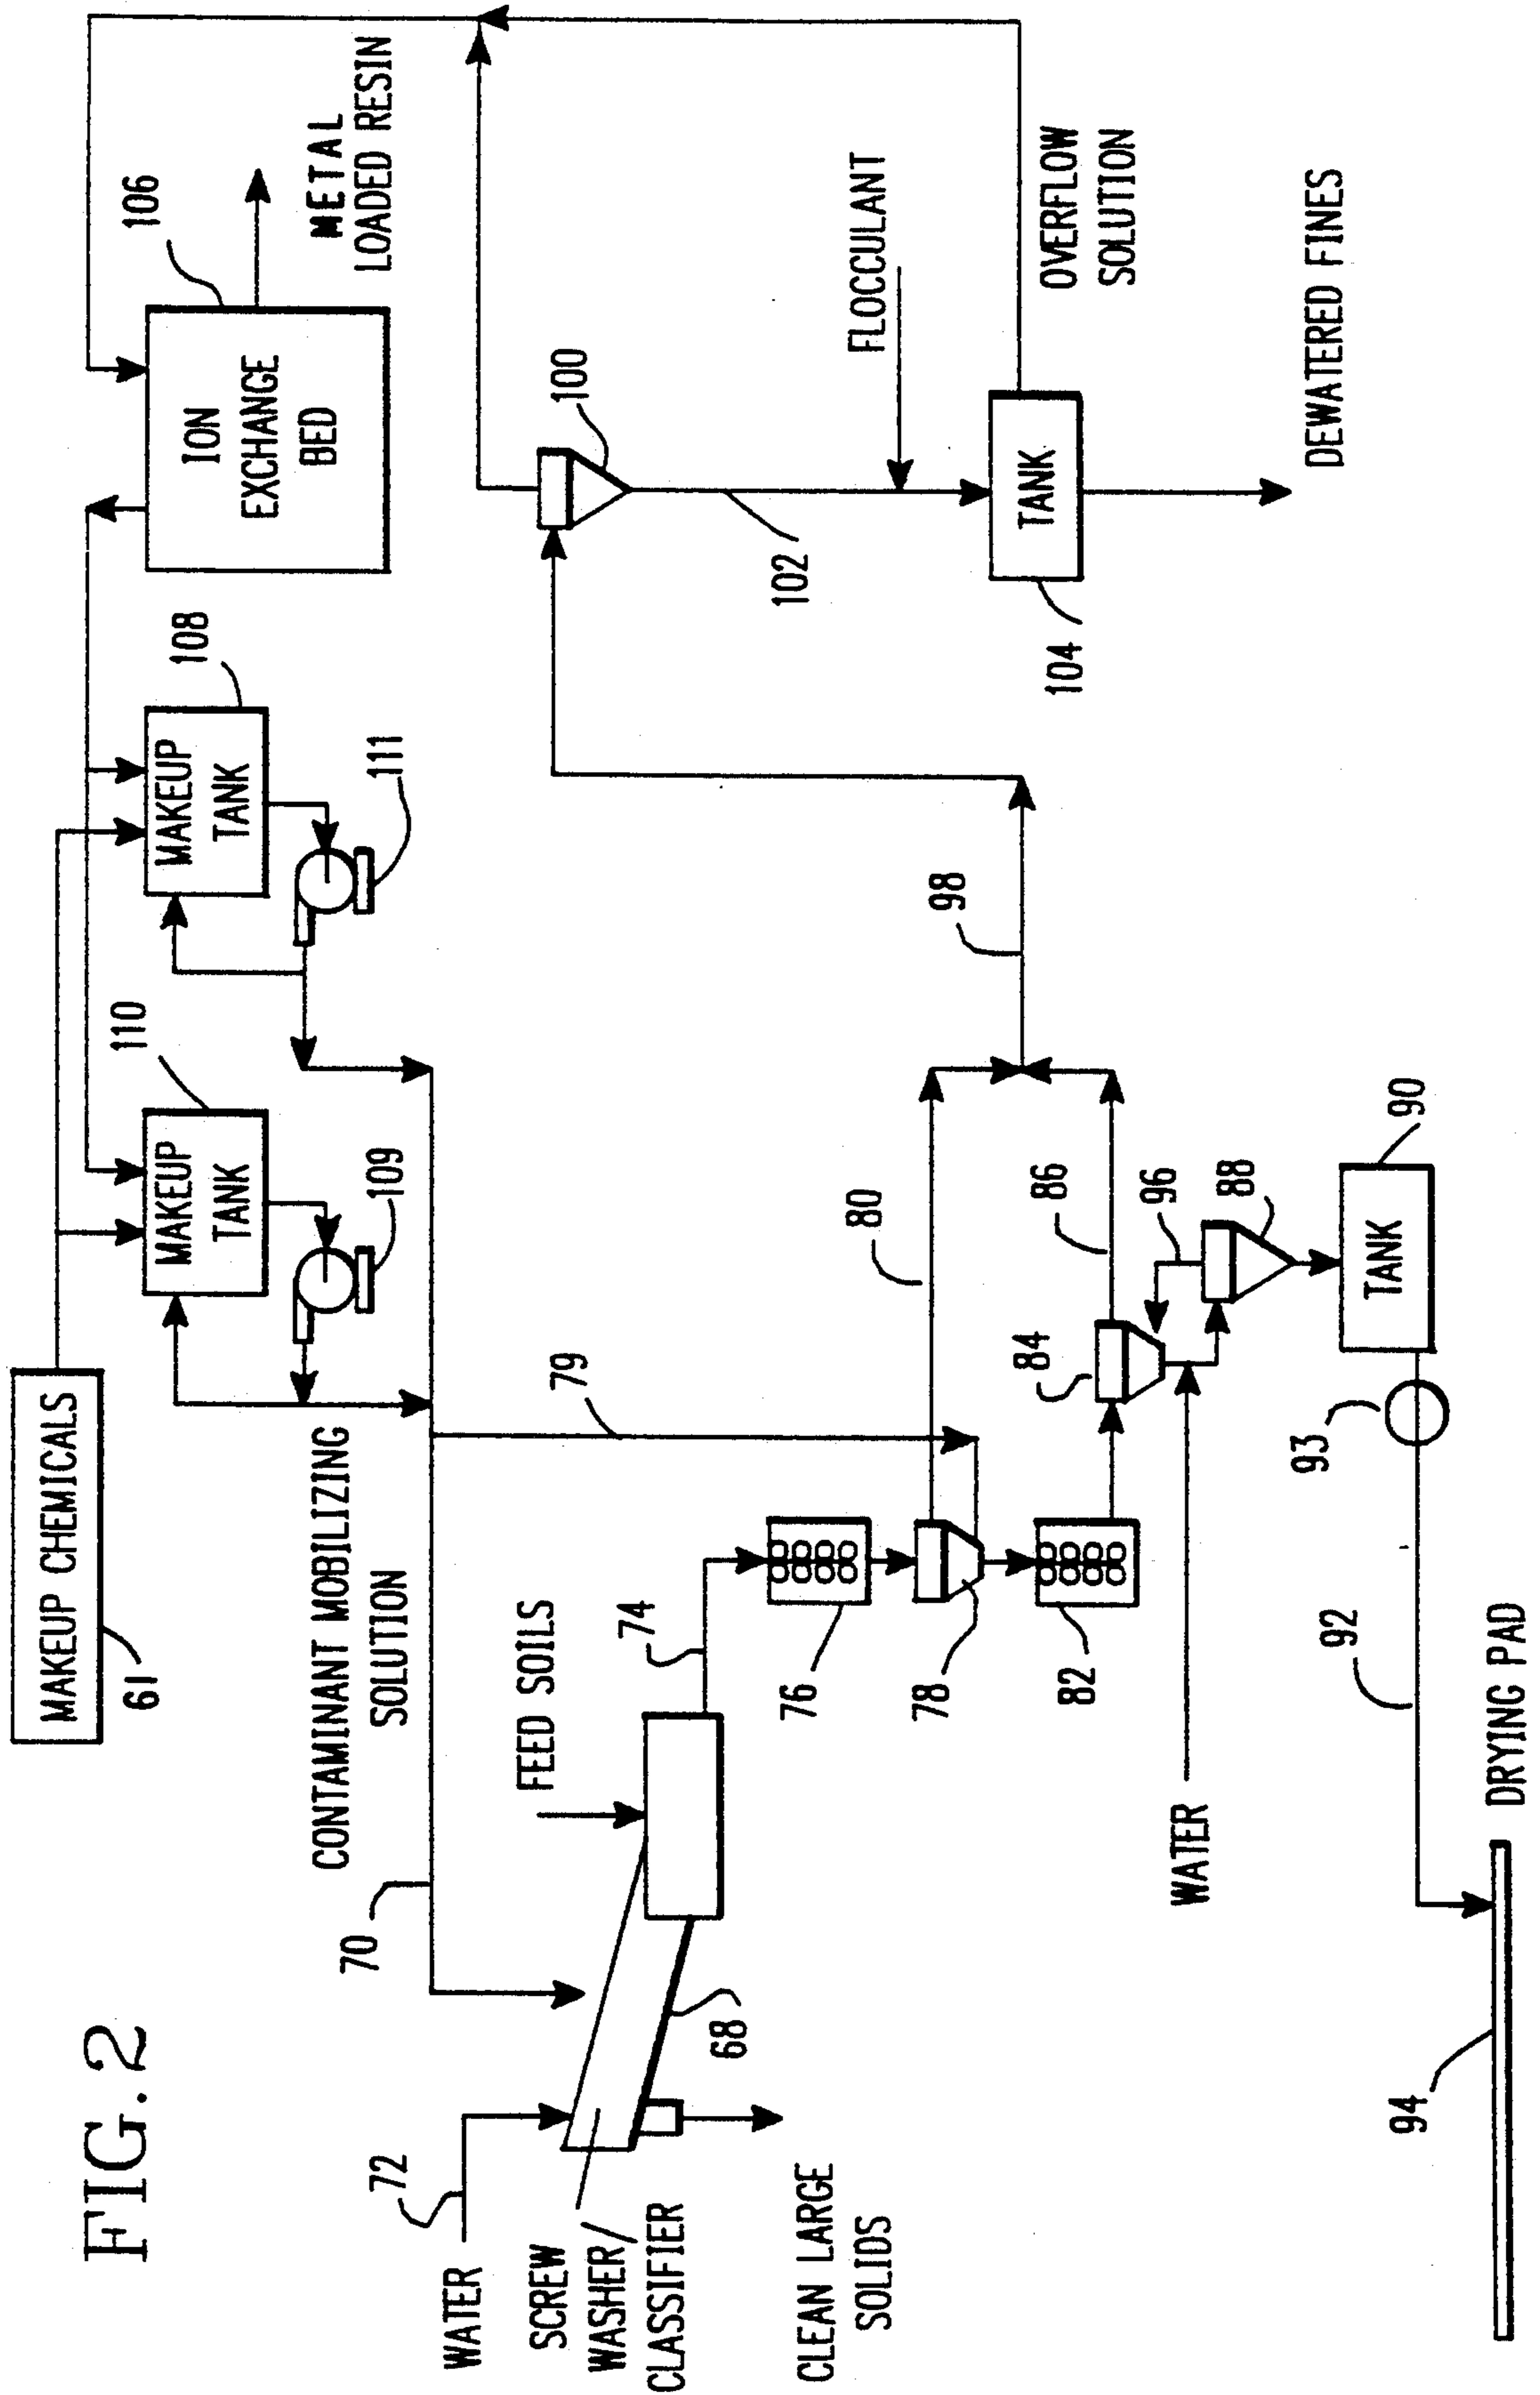 FIG.2
MAKEUP CHEMICALS
61
MAKEUP
TANK
110
109
MAKEUP
TANK
108
111
ION
EXCHANGE
BED
106
METAL
LOADED RESIN
CONTAMINANT MOBILIZING
SOLUTION
70
72
WATER
SCREW
WASHER/
CLASSIFIER
68
CLEAN LARGE
SOLIDS
FEED SOILS
74
76
78
79
80
82
84
86
96
88
98
100
102
FLOCCULANT
TANK
104
OVERFLOW
SOLUTION
DEWATERED FINES
WATER
TANK
90
93
92
94
DRYING PAD